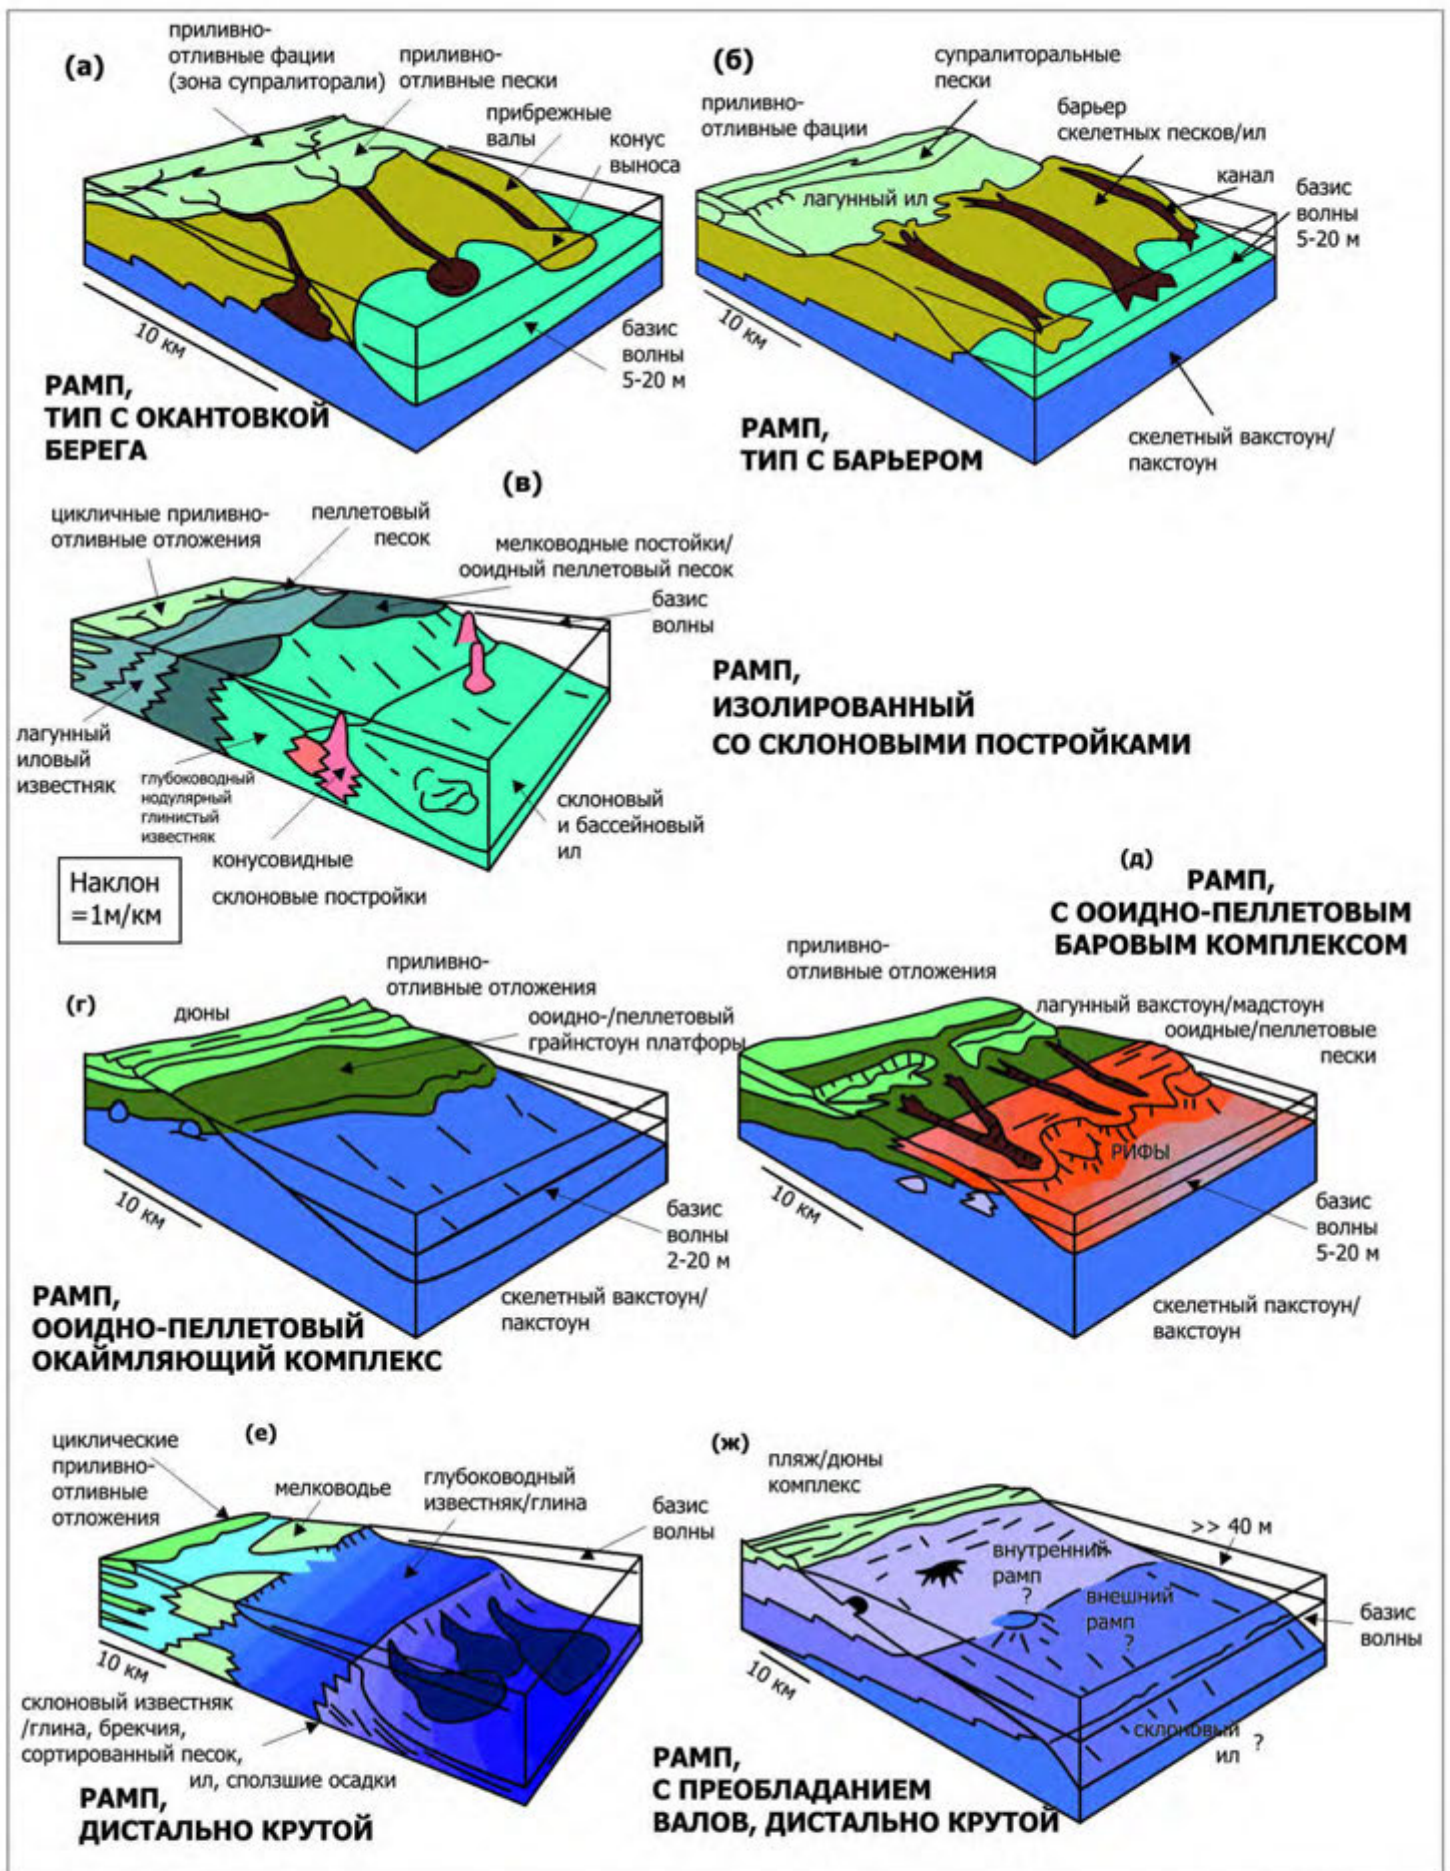 (а)
приливно-
отливные фации
(зона супралиторали)
приливно-
отливные пески
прибрежные
валы
конус
выноса
базис
волны
5-20 м
10 км
РАМП,
ТИП С ОКАНТОВКОЙ
БЕРЕГА
(б)
супралиторальные
пески
приливно-
отливные фации
барьер
скелетных песков/ил
канал
базис
волны
5-20 м
лагунный ил
10 км
скелетный вакстоун/
пакстоун
РАМП,
ТИП С БАРЬЕРОМ
(в)
цикличные приливно-
отливные отложения
пеллетовый
песок
мелководные постойки/
ооидный пеллетовый песок
базис
волны
лагунный
иловый
известняк
глубоководный
нодулярный
глинистый
известняк
конусовидные
склоновые постройки
склоновый
и бассейновый
ил
РАМП,
ИЗОЛИРОВАННЫЙ
СО СКЛОНОВЫМИ ПОСТРОЙКАМИ
Наклон
=1м/км
(г)
дюны
приливно-
отливные отложения
ооидно-/пеллетовый
грайнстоун платфоры
10 км
базис
волны
2-20 м
скелетный вакстоун/
пакстоун
РАМП,
ООИДНО-ПЕЛЛЕТОВЫЙ
ОКАЙМЛЯЮЩИЙ КОМПЛЕКС
(д)
РАМП,
С ООИДНО-ПЕЛЛЕТОВЫМ
БАРОВЫМ КОМПЛЕКСОМ
приливно-
отливные отложения
лагунный вакстоун/мадстоун
ооидные/пеллетовые
пески
РИФЫ
10 км
базис
волны
5-20 м
скелетный пакстоун/
вакстоун
(е)
циклические
приливно-
отливные
отложения
мелководье
глубоководный
известняк/глина
базис
волны
10 км
склоновый известняк
/глина, брекчия,
сортированный песок,
ил, сползшие осадки
РАМП,
ДИСТАЛЬНО КРУТОЙ
(ж)
пляж/дюны
комплекс
>> 40 м
внутренний
рамп
?
внешний
рамп
?
базис
волны
10 км
склоновый ?
ил
РАМП,
С ПРЕОБЛАДАНИЕМ
ВАЛОВ, ДИСТАЛЬНО КРУТОЙ